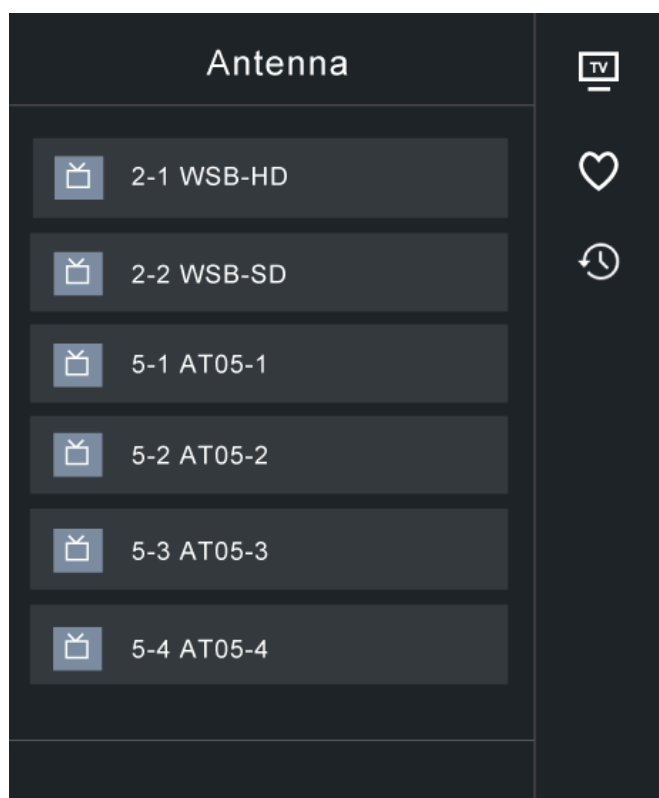 Antenna
TV
2-1 WSB-HD
2-2 WSB-SD
5-1 AT05-1
5-2 AT05-2
5-3 AT05-3
5-4 AT05-4